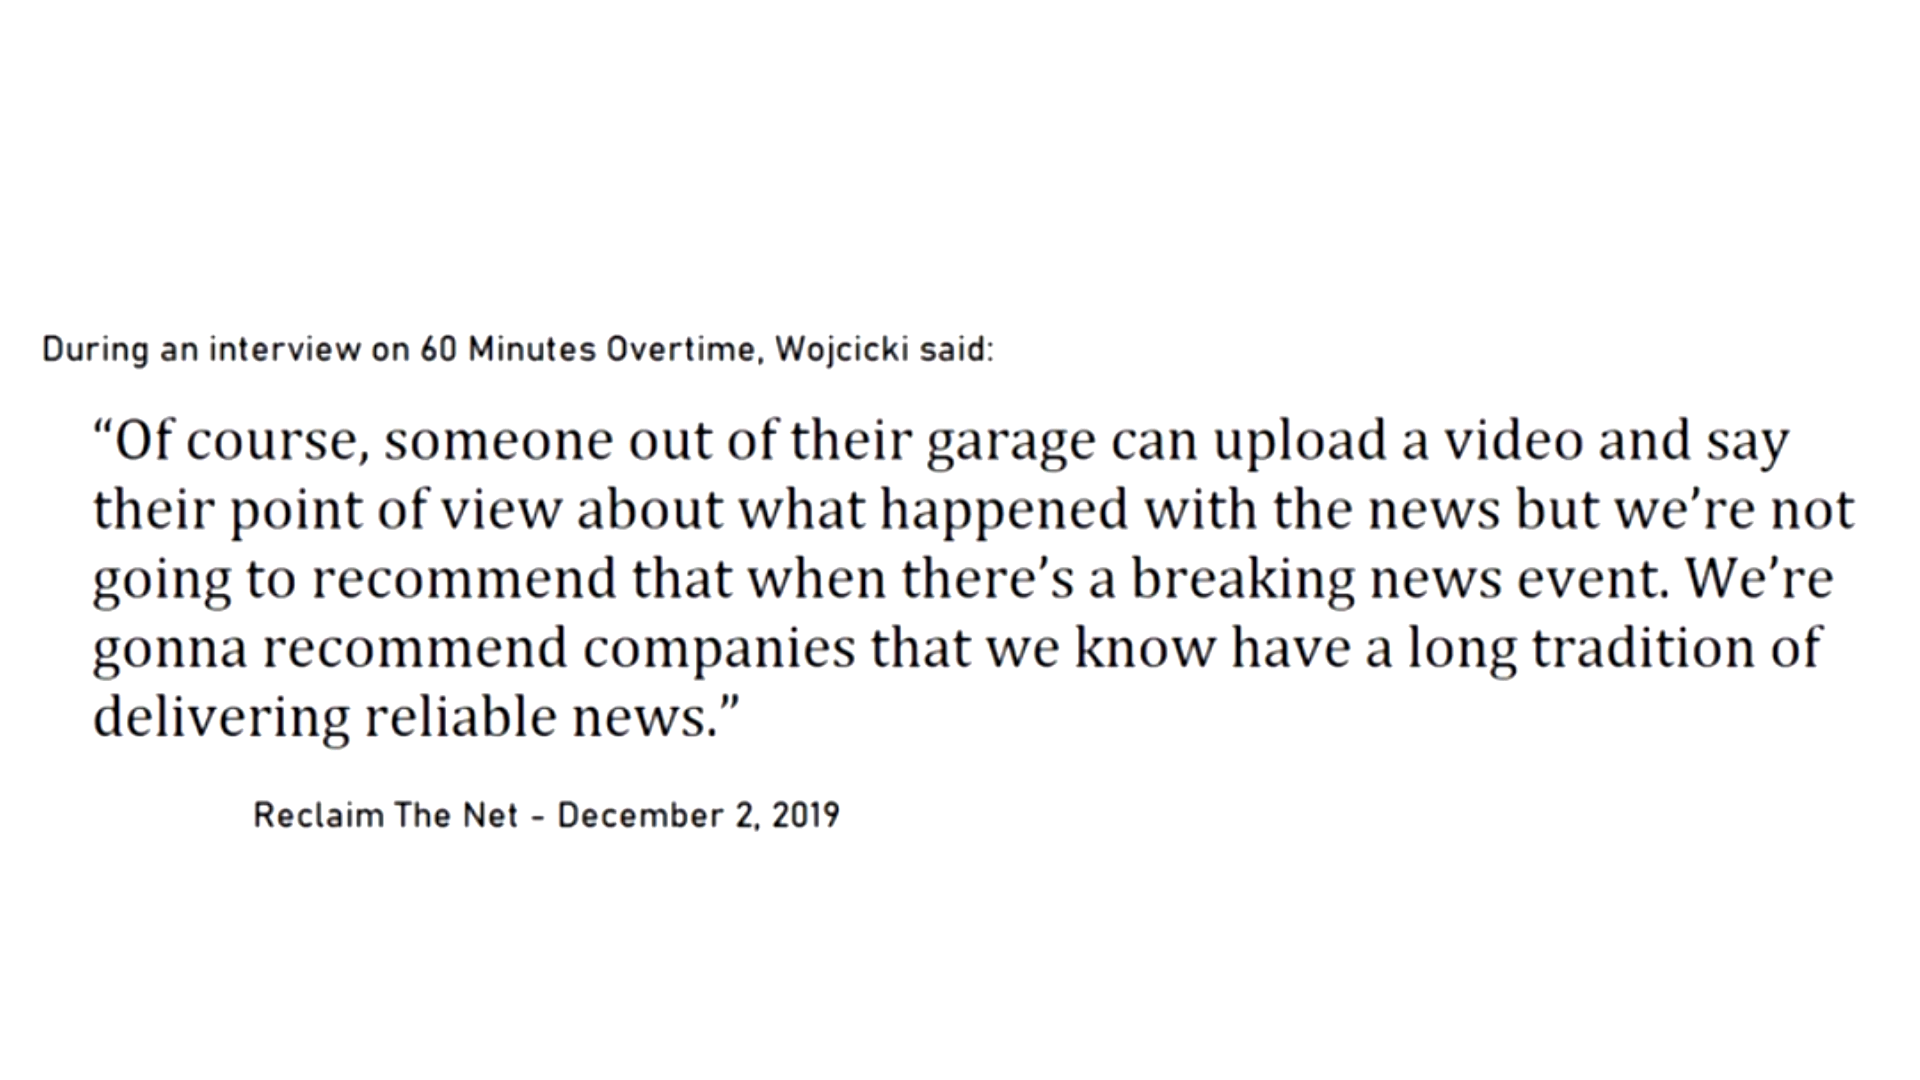 During an interview on 60 Minutes Overtime, Wojcicki said:
“Of course, someone out of their garage can upload a video and say
their point of view about what happened with the news but we’re not
going to recommend that when there’s a breaking news event. We’re
gonna recommend companies that we know have a long tradition of
delivering reliable news.”
Reclaim The Net - December 2, 2019